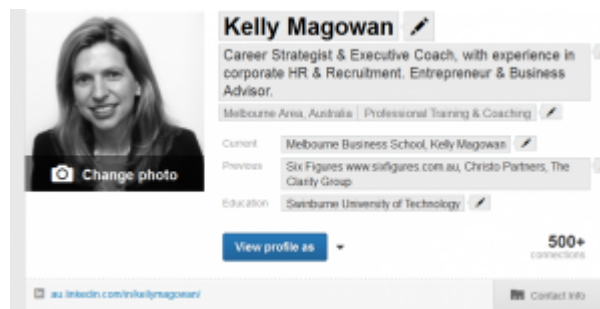 Kelly Magowan
Career Strategist & Executive Coach, with experience in
corporate HR & Recruitment. Entrepreneur & Business
Advisor.
Melbourne Area, Australia | Professional Training & Coaching
Current Melbourne Business School, Kelly Magowan
Previous Six Figures www.sixfigures.com.au, Christo Partners, The
Clarity Group
Education Swinburne University of Technology
Change photo
View profile as
500+
connections
au.linkedin.com/in/kellymagowan/
Contact Info